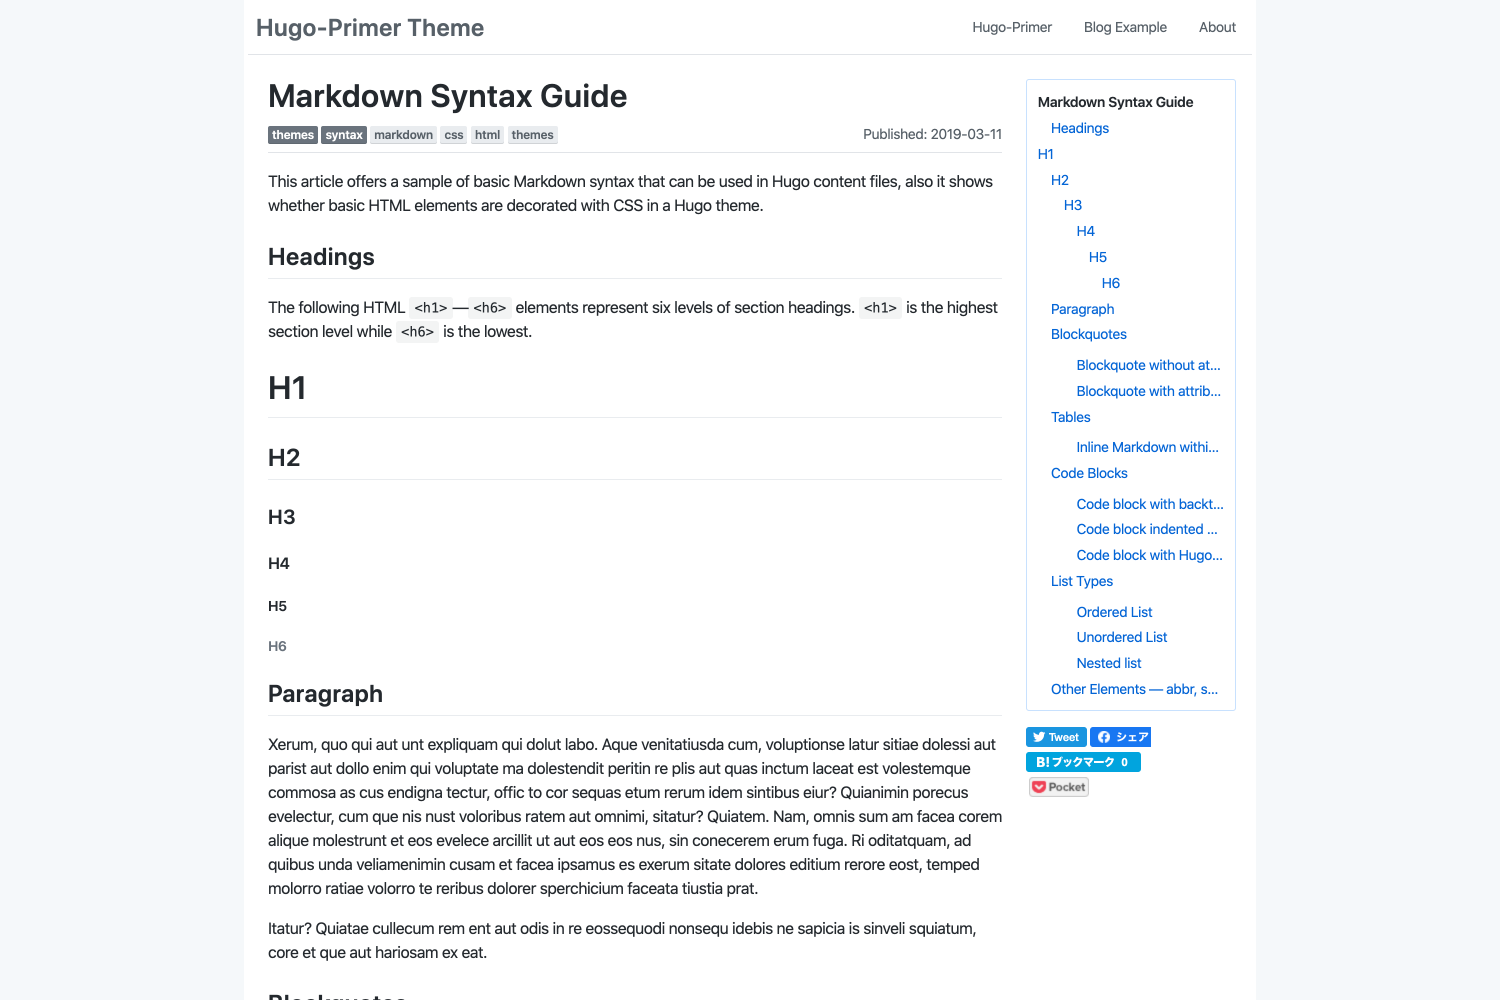 Hugo-Primer Theme
Hugo-Primer Blog Example About
Markdown Syntax Guide
themes syntax markdown css html themes
Published: 2019-03-11
This article offers a sample of basic Markdown syntax that can be used in Hugo content files, also it shows
whether basic HTML elements are decorated with CSS in a Hugo theme.
Headings
The following HTML <h1>—<h6> elements represent six levels of section headings. <h1> is the highest
section level while <h6> is the lowest.
H1
H2
H3
H4
H5
H6
Paragraph
Xerum, quo qui aut unt expliquam qui dolut labo. Aque venitatiusda cum, voluptionse latur sitiae dolessi aut
parist aut dollo enim qui voluptate ma dolestendit peritin re plis aut quas inctum laceat est volestemque
commosa as cus endigna tectur, offic to cor sequas etum rerum idem sintibus eiur? Quianimin porecus
evelectur, cum que nis nust voloribus ratem aut omnimi, sitatur? Quiatem. Nam, omnis sum am facea corem
alique molestrunt et eos evelece arcillit ut aut eos eos nus, sin conecerem erum fuga. Ri oditatquam, ad
quibus unda veliamenimin cusam et facea ipsamus es exerum sitate dolores editium rerore eost, temped
molorro ratiae volorro te reribus dolorer sperchicium faceata tiustia prat.
Itatur? Quiatae cullecum rem ent aut odis in re eossequodi nonsequ idebis ne sapicia is sinveli squiatum,
core et que aut hariosam ex eat.
Blockquotes
Markdown Syntax Guide
Headings
H1
H2
H3
H4
H5
H6
Paragraph
Blockquotes
Blockquote without at...
Blockquote with attrib...
Tables
Inline Markdown withi...
Code Blocks
Code block with backt...
Code block indented ...
Code block with Hugo...
List Types
Ordered List
Unordered List
Nested list
Other Elements — abbr, s...
Tweet シェア
B! ブックマーク 0
Pocket